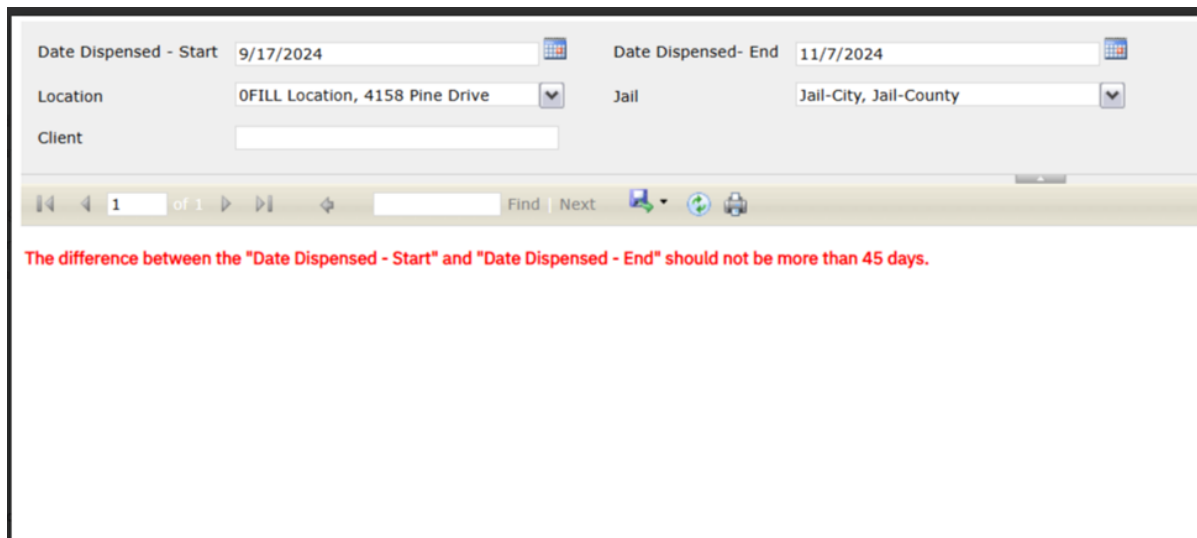 Date Dispensed - Start 9/17/2024 Date Dispensed- End 11/7/2024
Location 0FILL Location, 4158 Pine Drive Jail Jail-City, Jail-County
Client
1 of 1 Find | Next
The difference between the "Date Dispensed - Start" and "Date Dispensed - End" should not be more than 45 days.